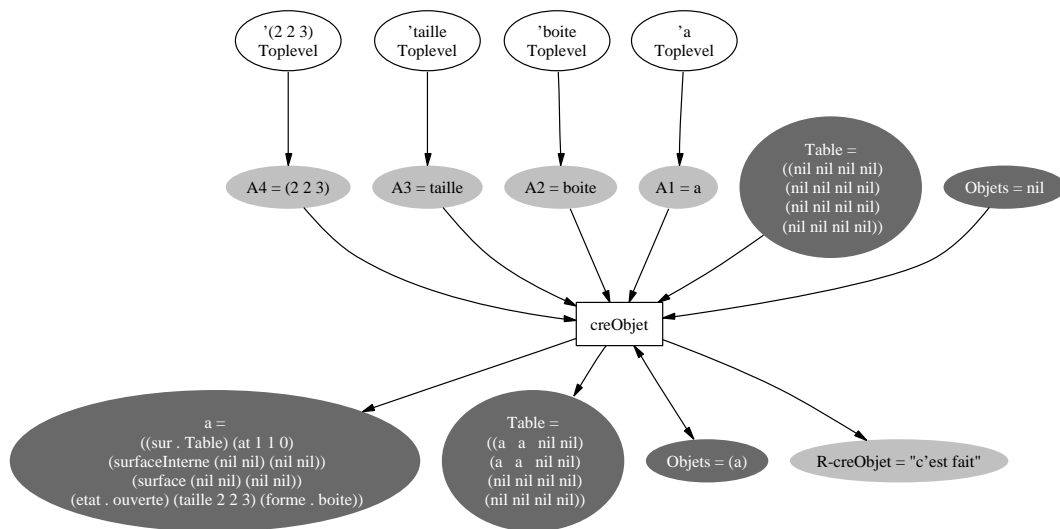 ’(2 2 3)
Toplevel
’taille
Toplevel
’boite
Toplevel
’a
Toplevel
A4 = (2 2 3)
A3 = taille
A2 = boite
A1 = a
Table =
((nil nil nil nil)
(nil nil nil nil)
(nil nil nil nil)
(nil nil nil nil))
Objets = nil
creObjet
a =
((sur . Table) (at 1 1 0)
(surfaceInterne (nil nil) (nil nil))
(surface (nil nil) (nil nil))
(etat . ouverte) (taille 2 2 3) (forme . boite))
Table =
((a a nil nil)
(a a nil nil)
(nil nil nil nil)
(nil nil nil nil))
Objets = (a)
R-creObjet = "c’est fait"